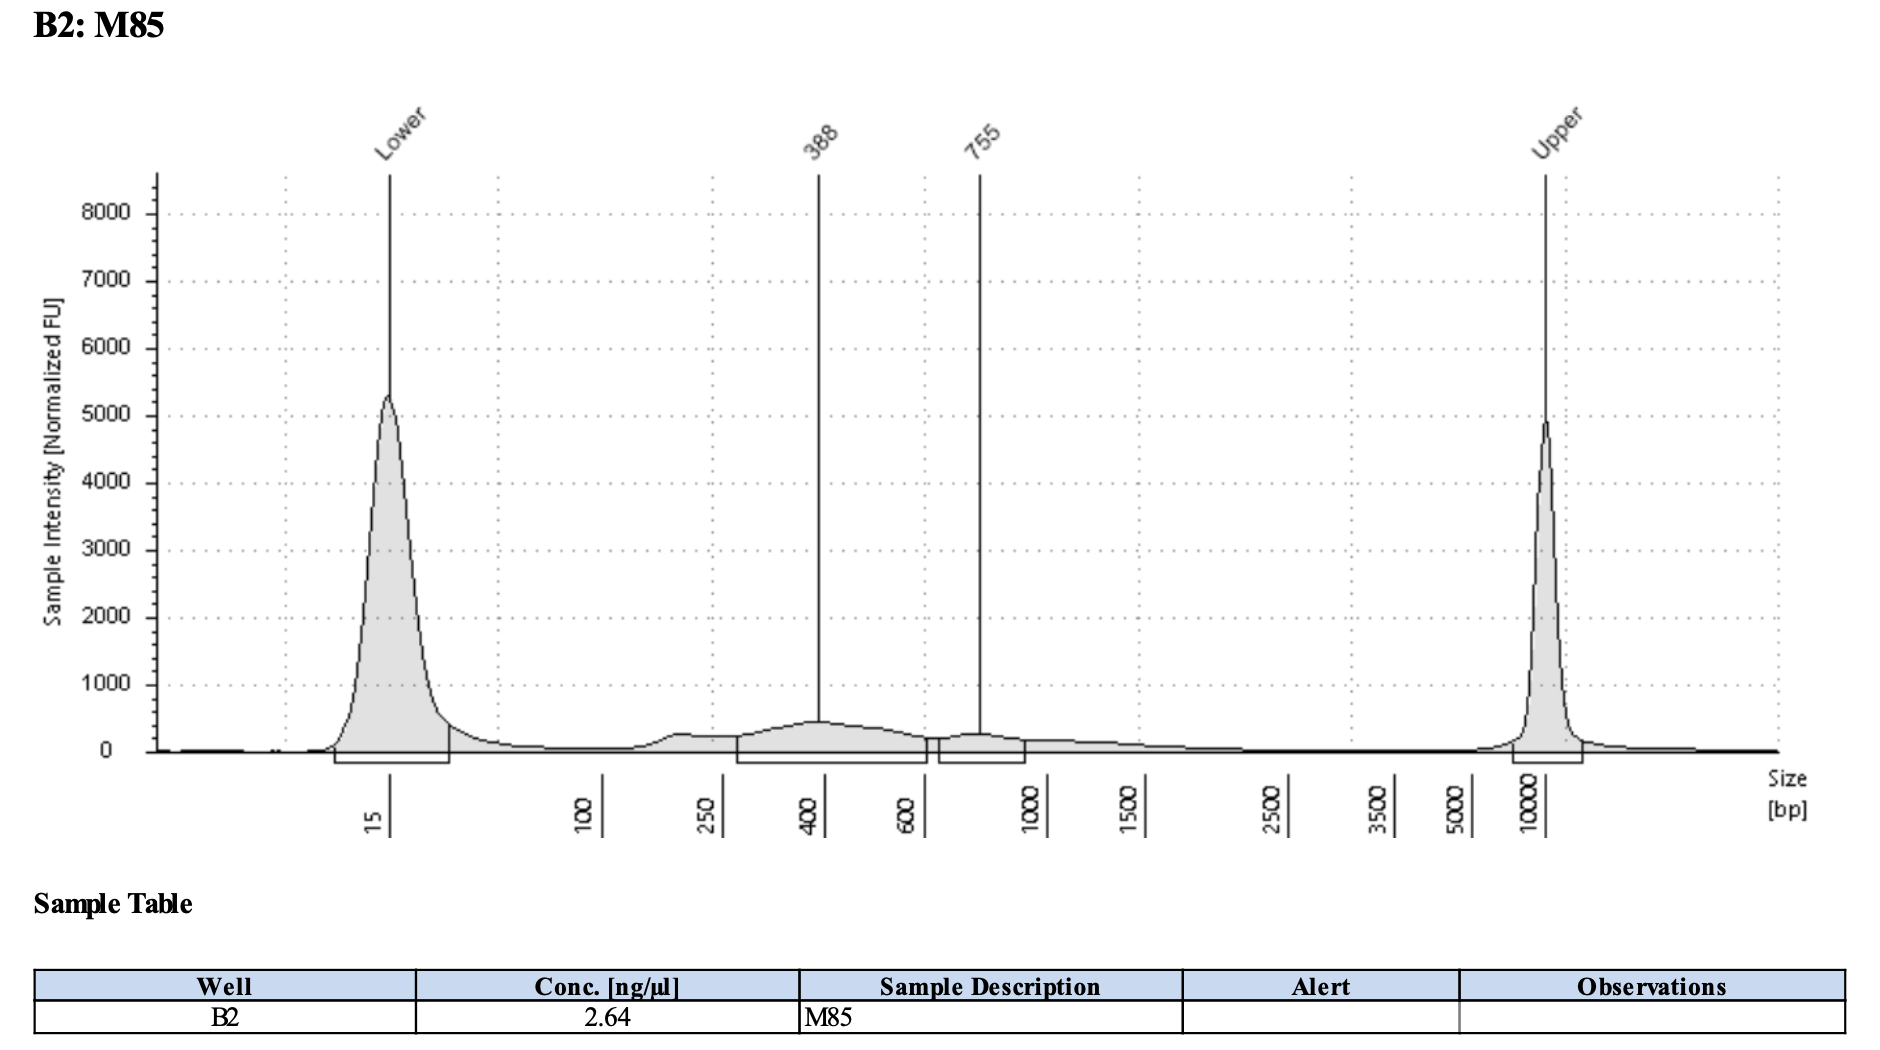 B2: M85
Lower 388 755 Upper
Sample Intensity [Normalized FU]
8000
7000
6000
5000
4000
3000
2000
1000
0
15 100 250 400 600 1000 1500 2500 3500 5000 10000
Size
[bp]
Sample Table
Well Conc. [ng/µl] Sample Description Alert Observations
B2 2.64 M85